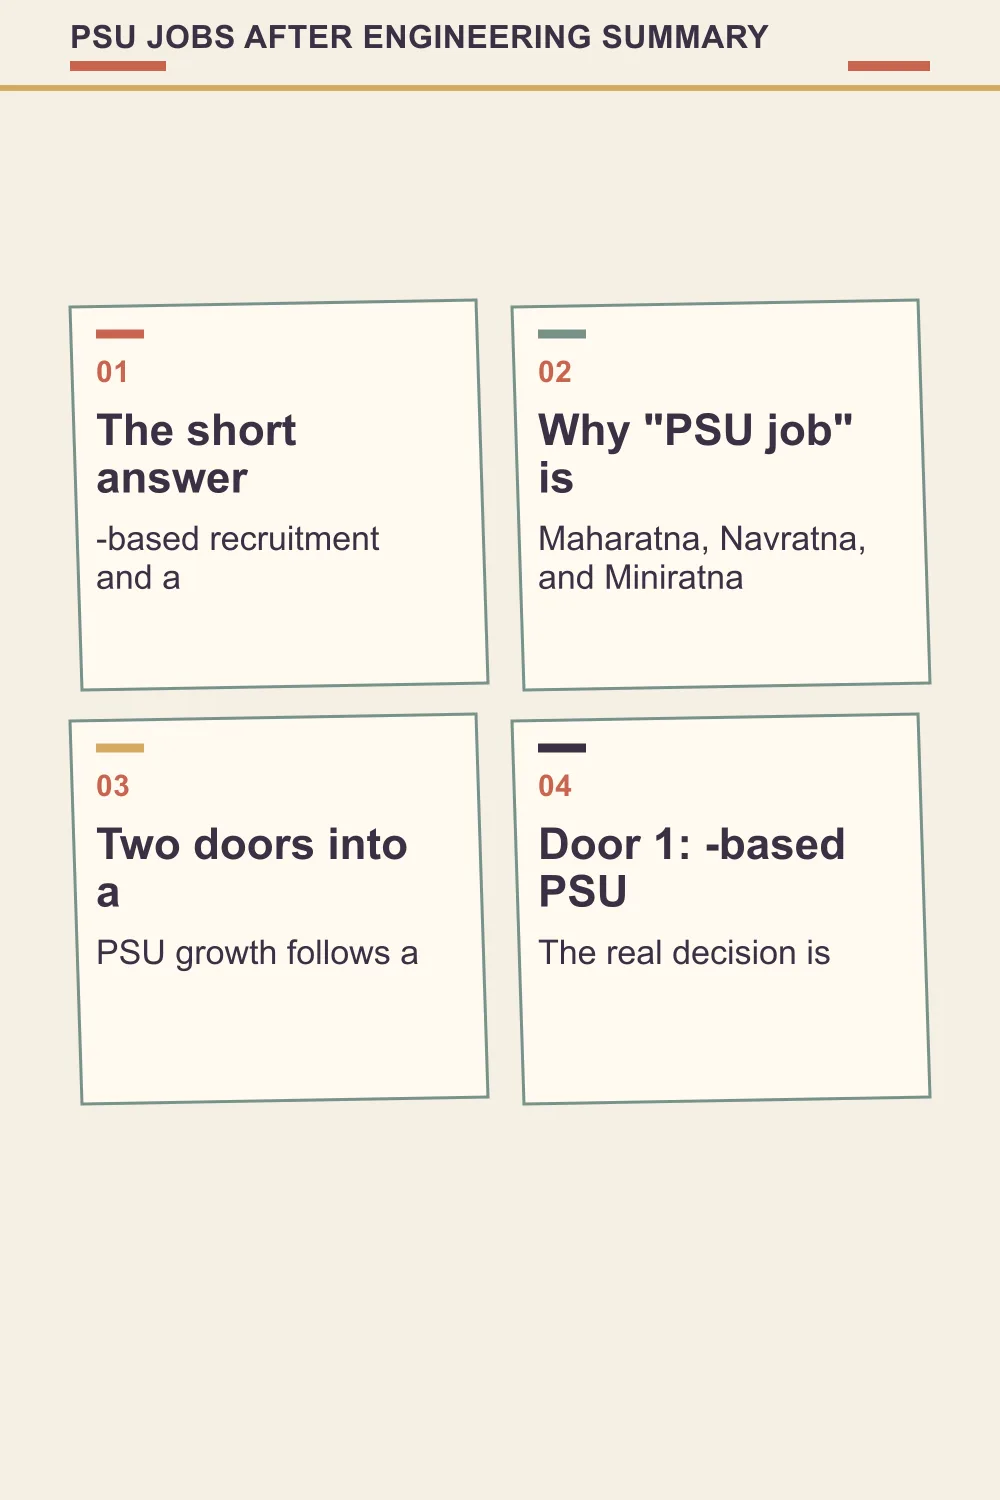 PSU JOBS AFTER ENGINEERING SUMMARY
01
The short
answer
-based recruitment
and a
02
Why "PSU job"
is
Maharatna, Navratna,
and Miniratna
03
Two doors into
a
PSU growth follows a
04
Door 1: -based
PSU
The real decision is